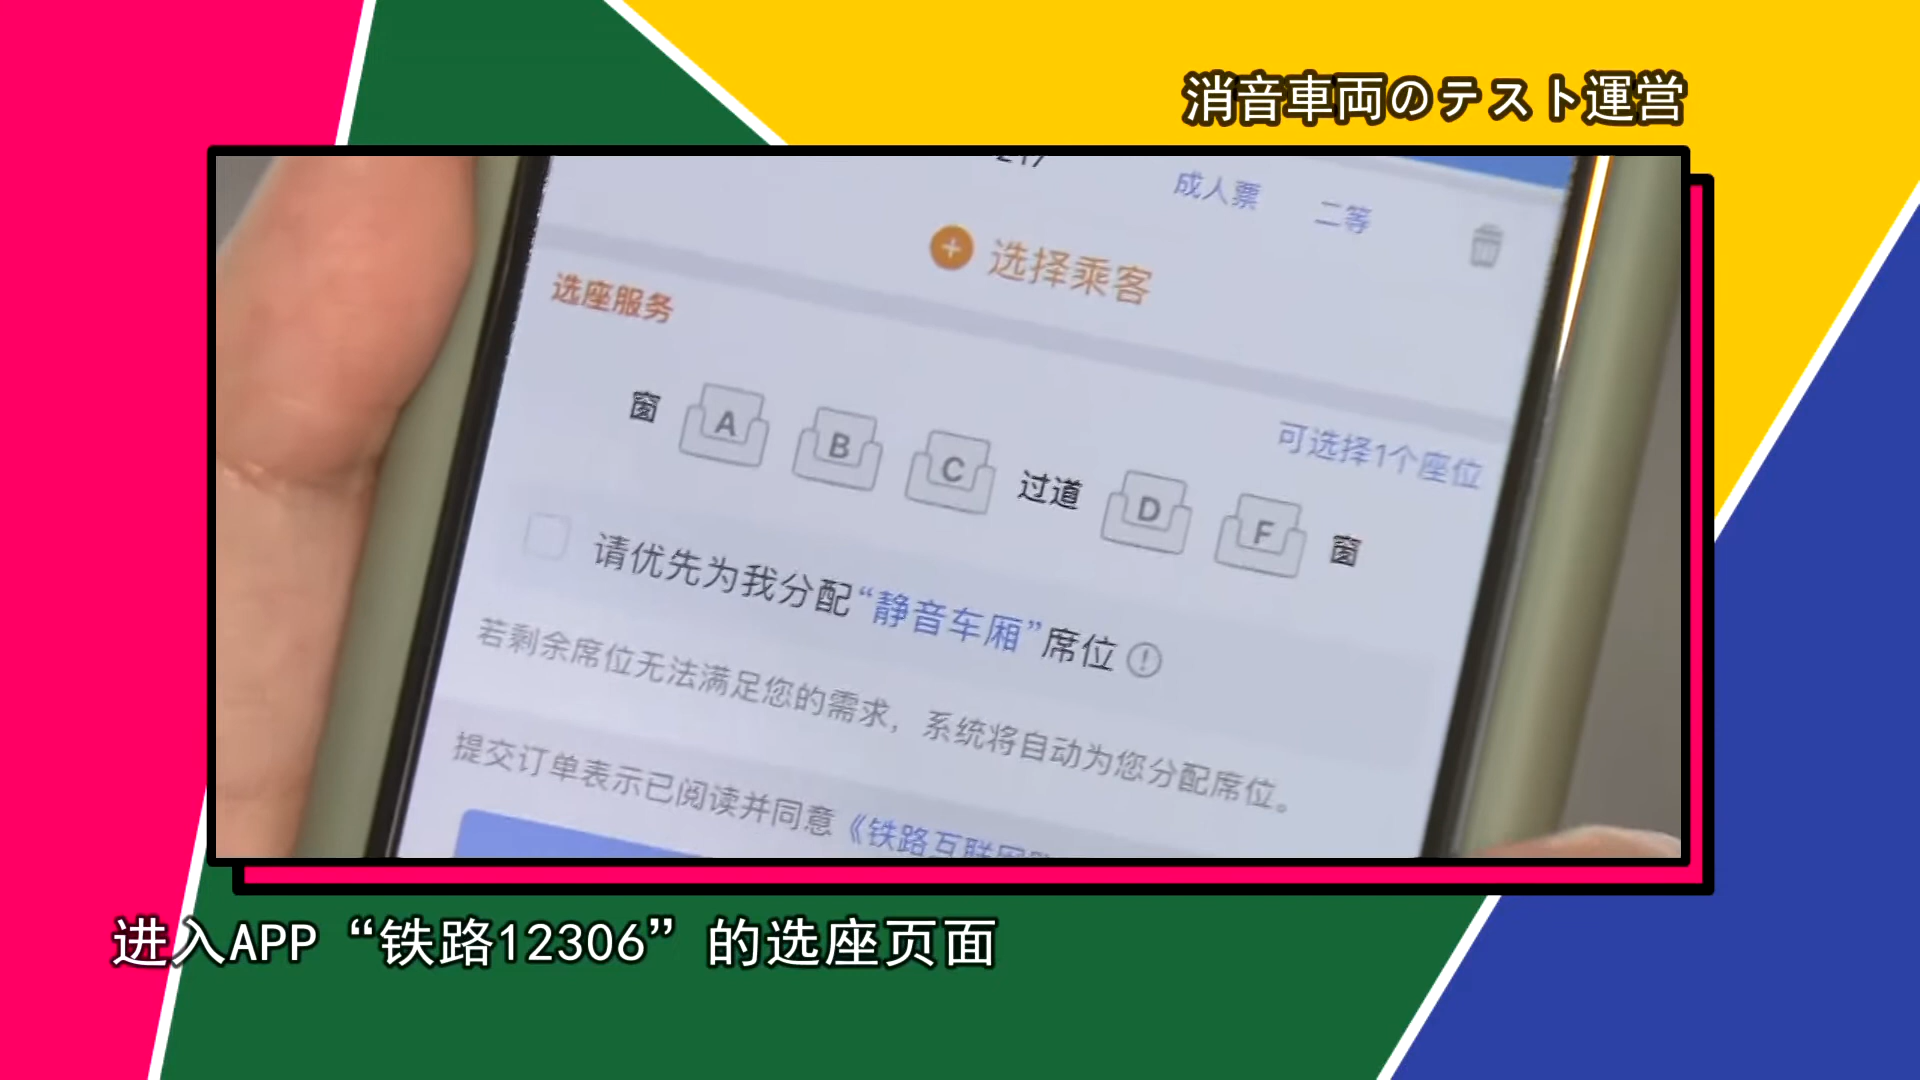 消音車両のテスト運営
成人票 二等
选择乘客
选座服务
可选择1个座位
窗 A B C 过道 D F 窗
请优先为我分配“静音车厢”席位
若剩余席位无法满足您的需求，系统将自动为您分配席位。
提交订单表示已阅读并同意《铁路互联网
进入APP“铁路12306”的选座页面